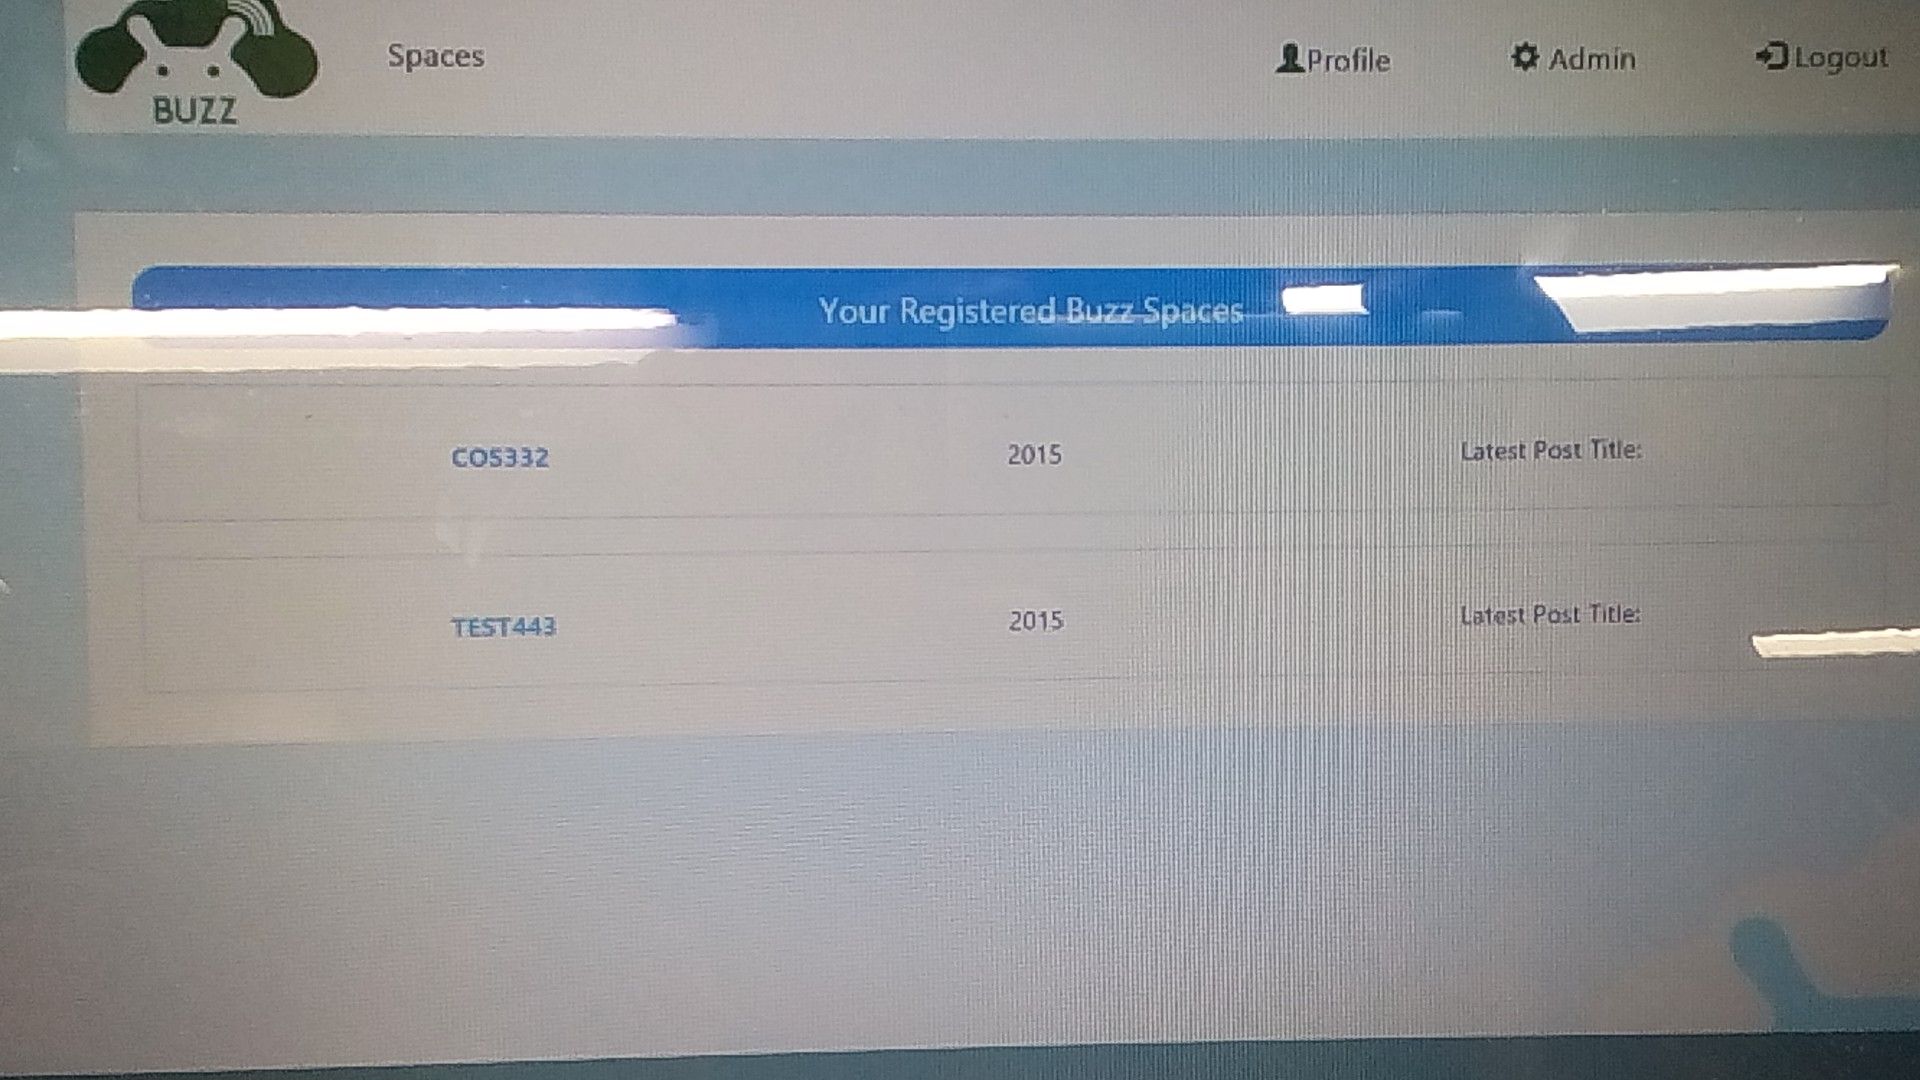 BUZZ
Spaces
Profile
Admin
Logout
Your Registered Buzz Spaces
COS332
2015
Latest Post Title:
TEST443
2015
Latest Post Title: